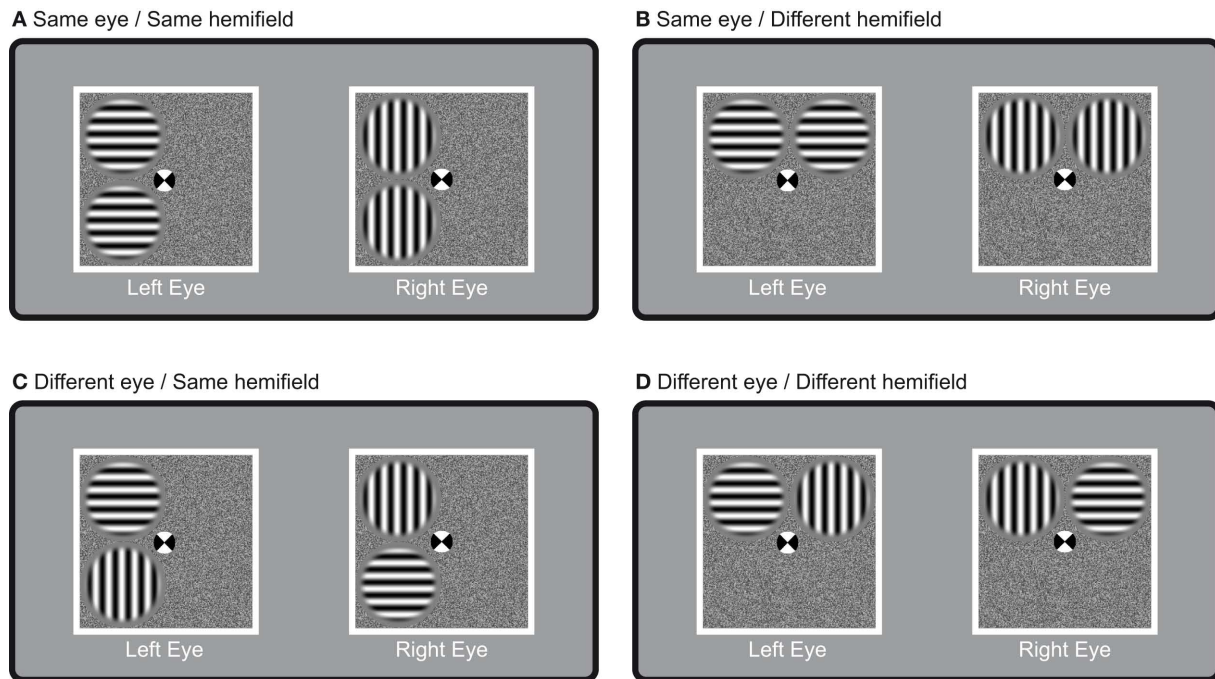 A Same eye / Same hemifield
B Same eye / Different hemifield
Left Eye
Right Eye
Left Eye
Right Eye
C Different eye / Same hemifield
D Different eye / Different hemifield
Left Eye
Right Eye
Left Eye
Right Eye